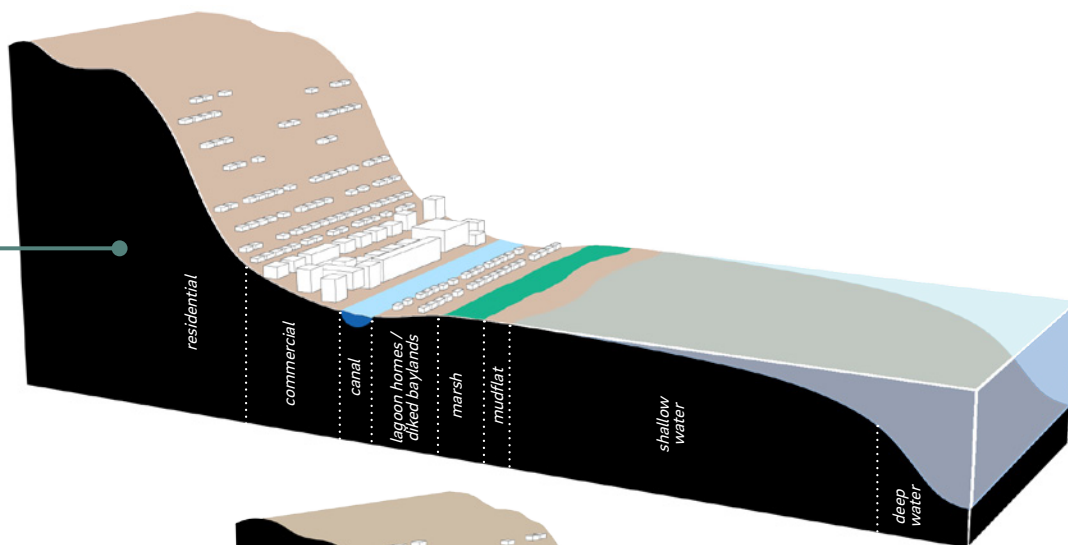 residential
commercial
canal
lagoon homes /
diked baylands
marsh
mudflat
shallow
water
deep
water